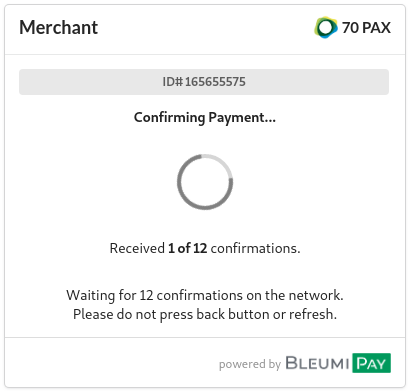 Merchant
70 PAX
ID#165655575
Confirming Payment...
Received 1 of 12 confirmations.
Waiting for 12 confirmations on the network.
Please do not press back button or refresh.
powered by BLEUMI PAY